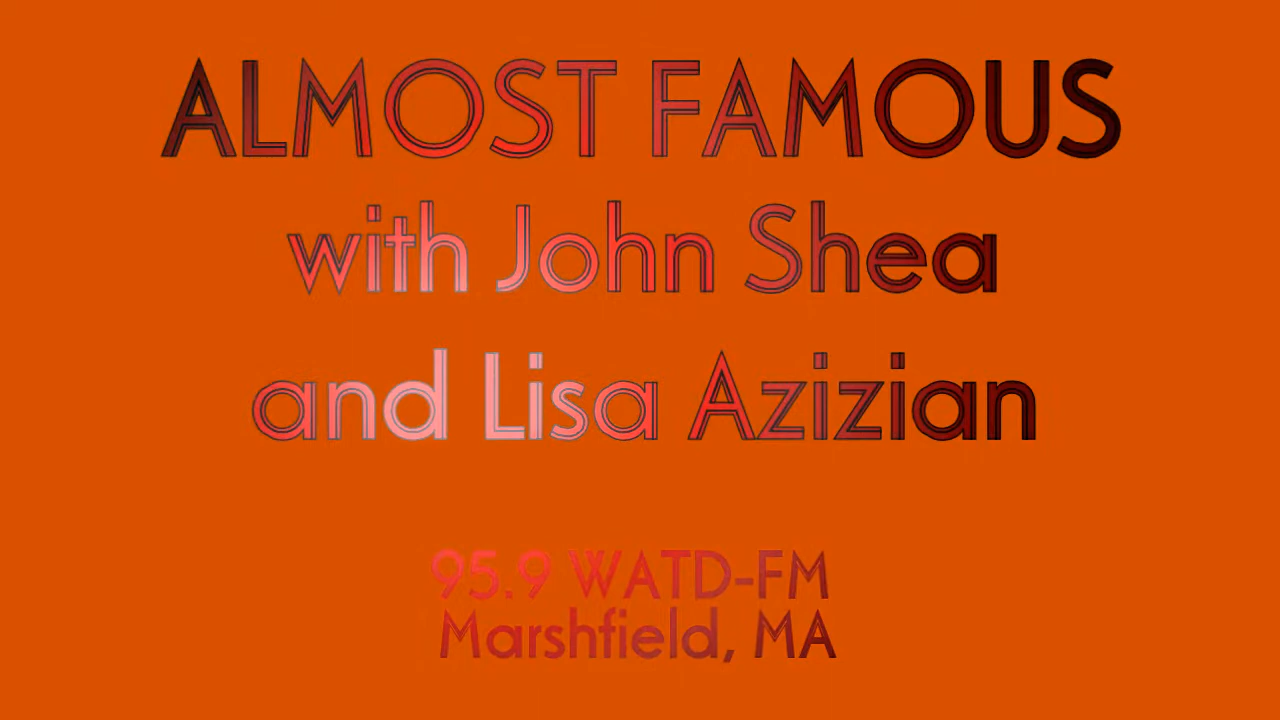 ALMOST FAMOUS
with John Shea
and Lisa Azizian
95.9 WATD-FM
Marshfield, MA